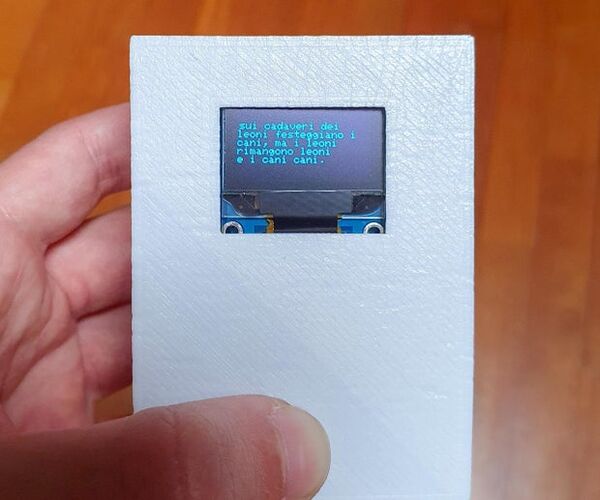 sui cadaveri dei
leoni festeggiano i
cani, ma i leoni
rimangono leoni
e i cani cani.